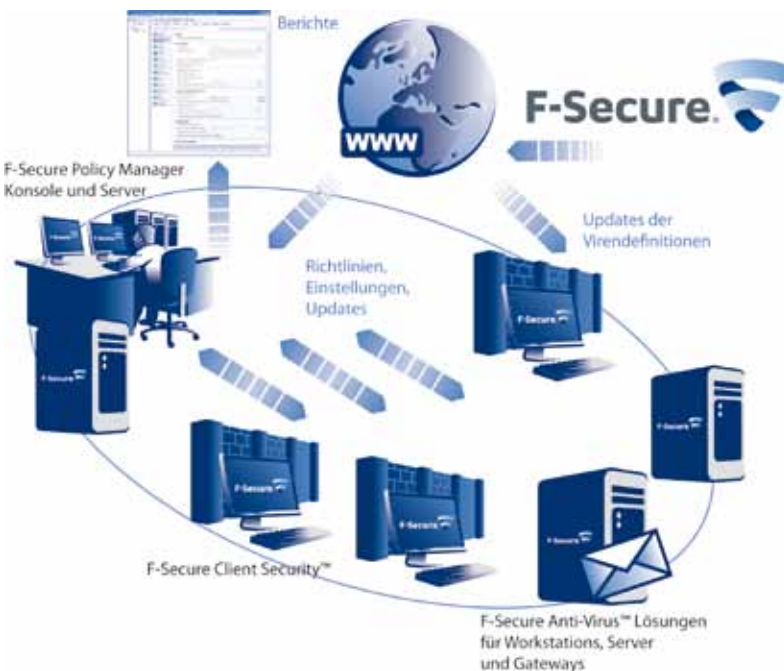 Berichte
www
F-Secure.
F-Secure Policy Manager
Konsole und Server
Updates der
Virendefinitionen
Richtlinien,
Einstellungen,
Updates
F-Secure
F-Secure
F-Secure
F-Secure
F-Secure
F-Secure
F-Secure Client Security™
F-Secure Anti-Virus™ Lösungen
für Workstations, Server
und Gateways